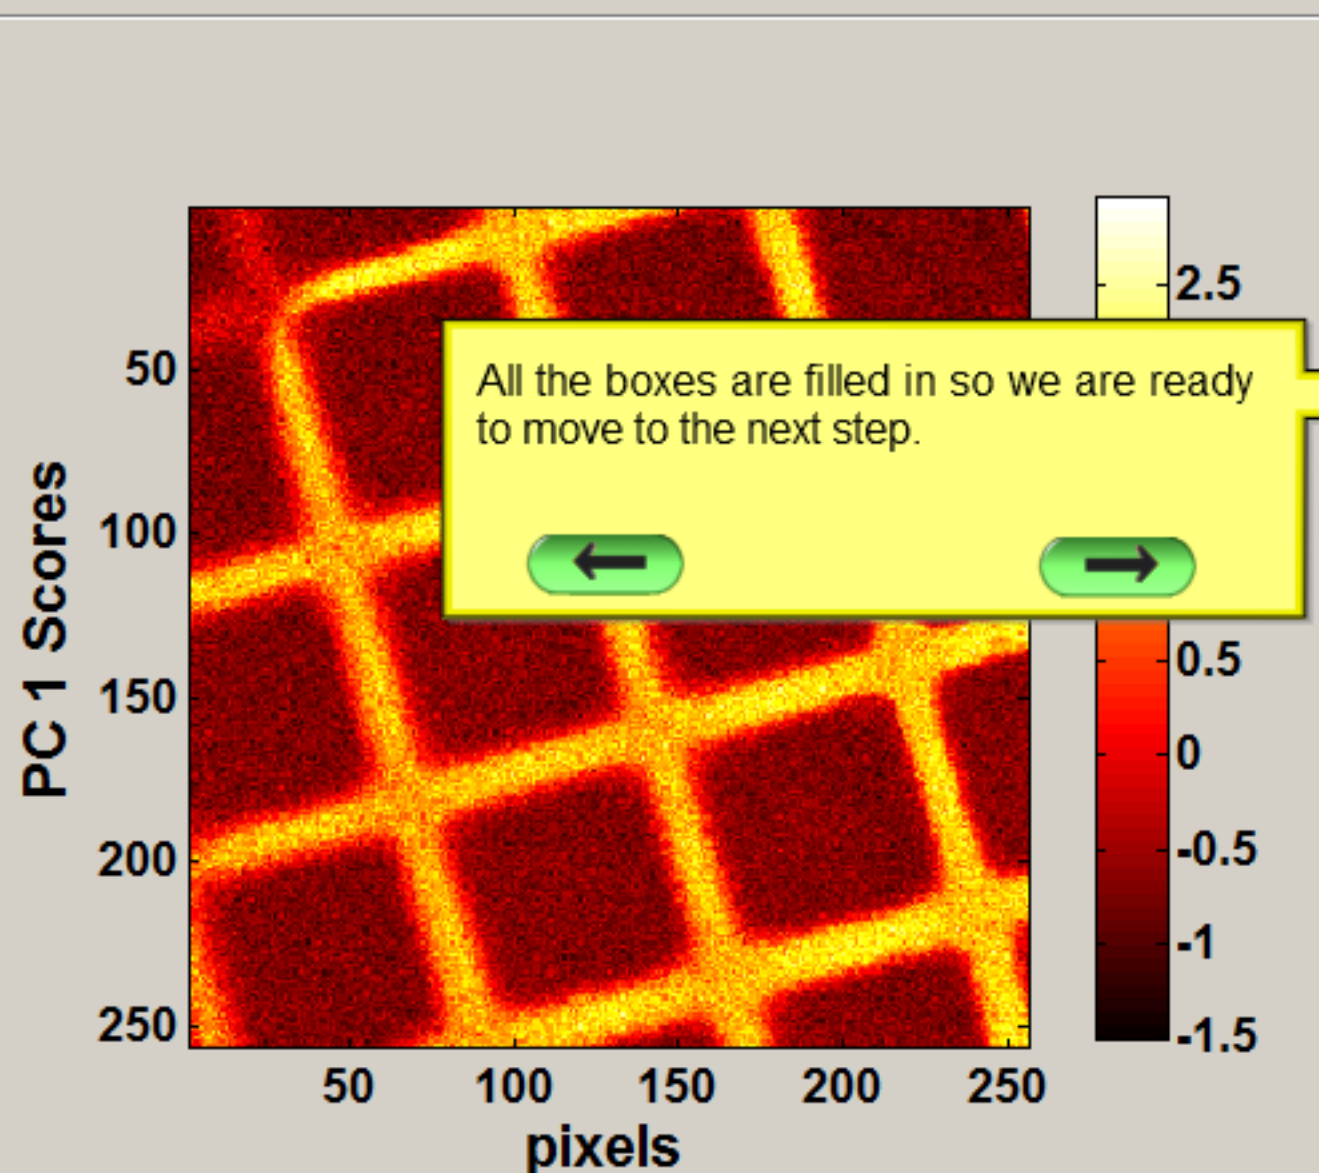 2.5
All the boxes are filled in so we are ready
to move to the next step.
50
100
150
200
250
PC 1 Scores
0.5
0
-0.5
-1
-1.5
50 100 150 200 250
pixels